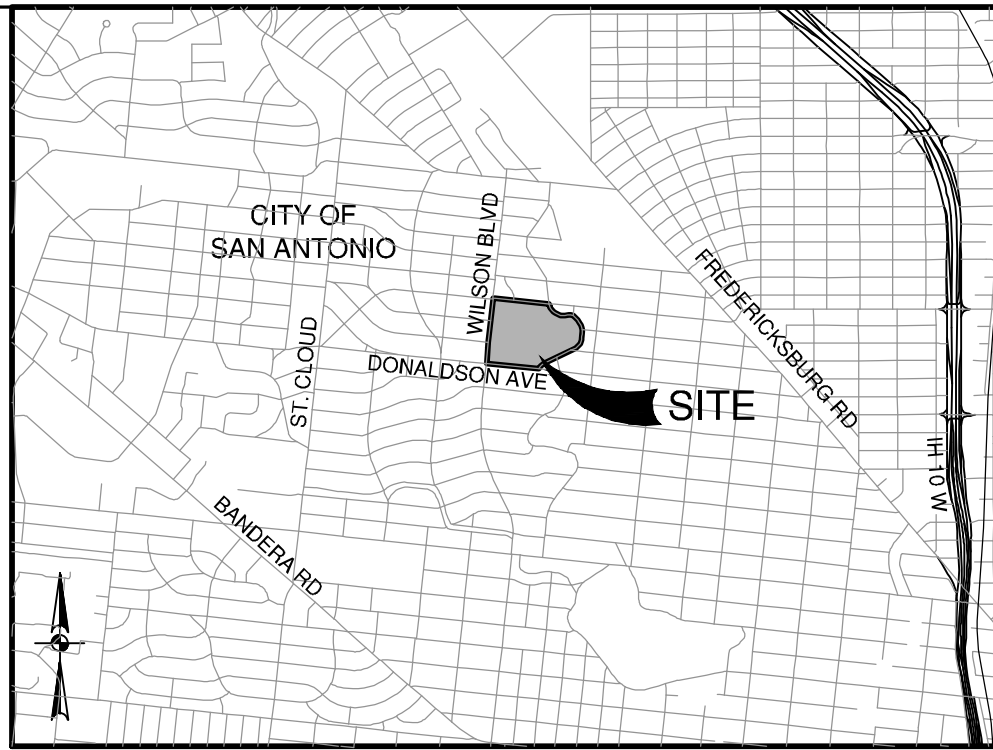 CITY OF
SAN ANTONIO
WILSON BLVD
FREDERICKSBURG RD
ST. CLOUD
DONALDSON AVE
SITE
IH 10 W
BANDERA RD